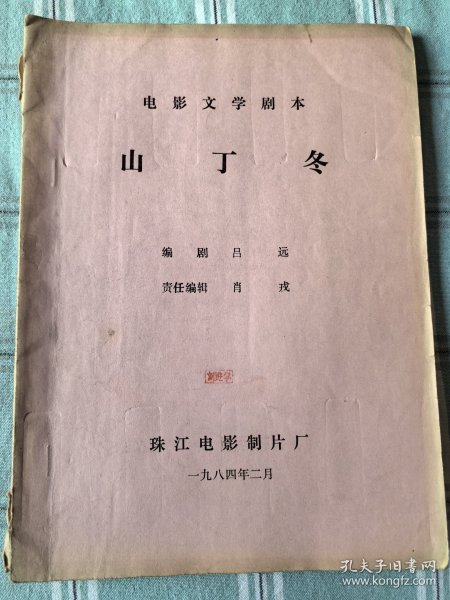 电影文学剧本
山丁冬
编剧 吕远
责任编辑 肖戎
珠江电影制片厂
一九八四年二月
孔夫子旧书网
www.kongfz.com